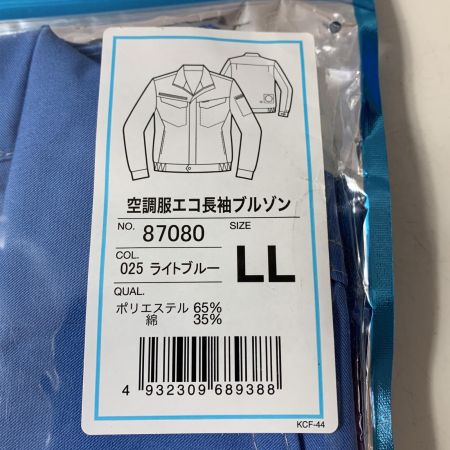 空調服エコ長袖ブルゾン
NO. 87080 SIZE
COL.
025 ライトブルー LL
QUAL.
ポリエステル 65%
綿 35%
4 932309 689388
KCF-44